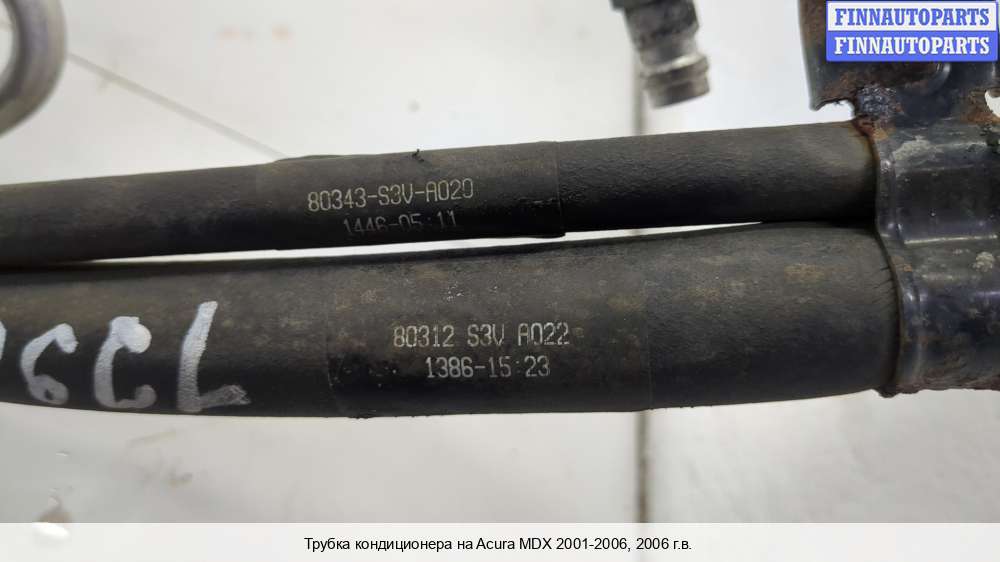 FINNAUTOPARTS
FINNAUTOPARTS
80343-S3V-A020
1446-05:11
80312 S3V A022
1386-15:23
Трубка кондиционера на Acura MDX 2001-2006, 2006 г.в.